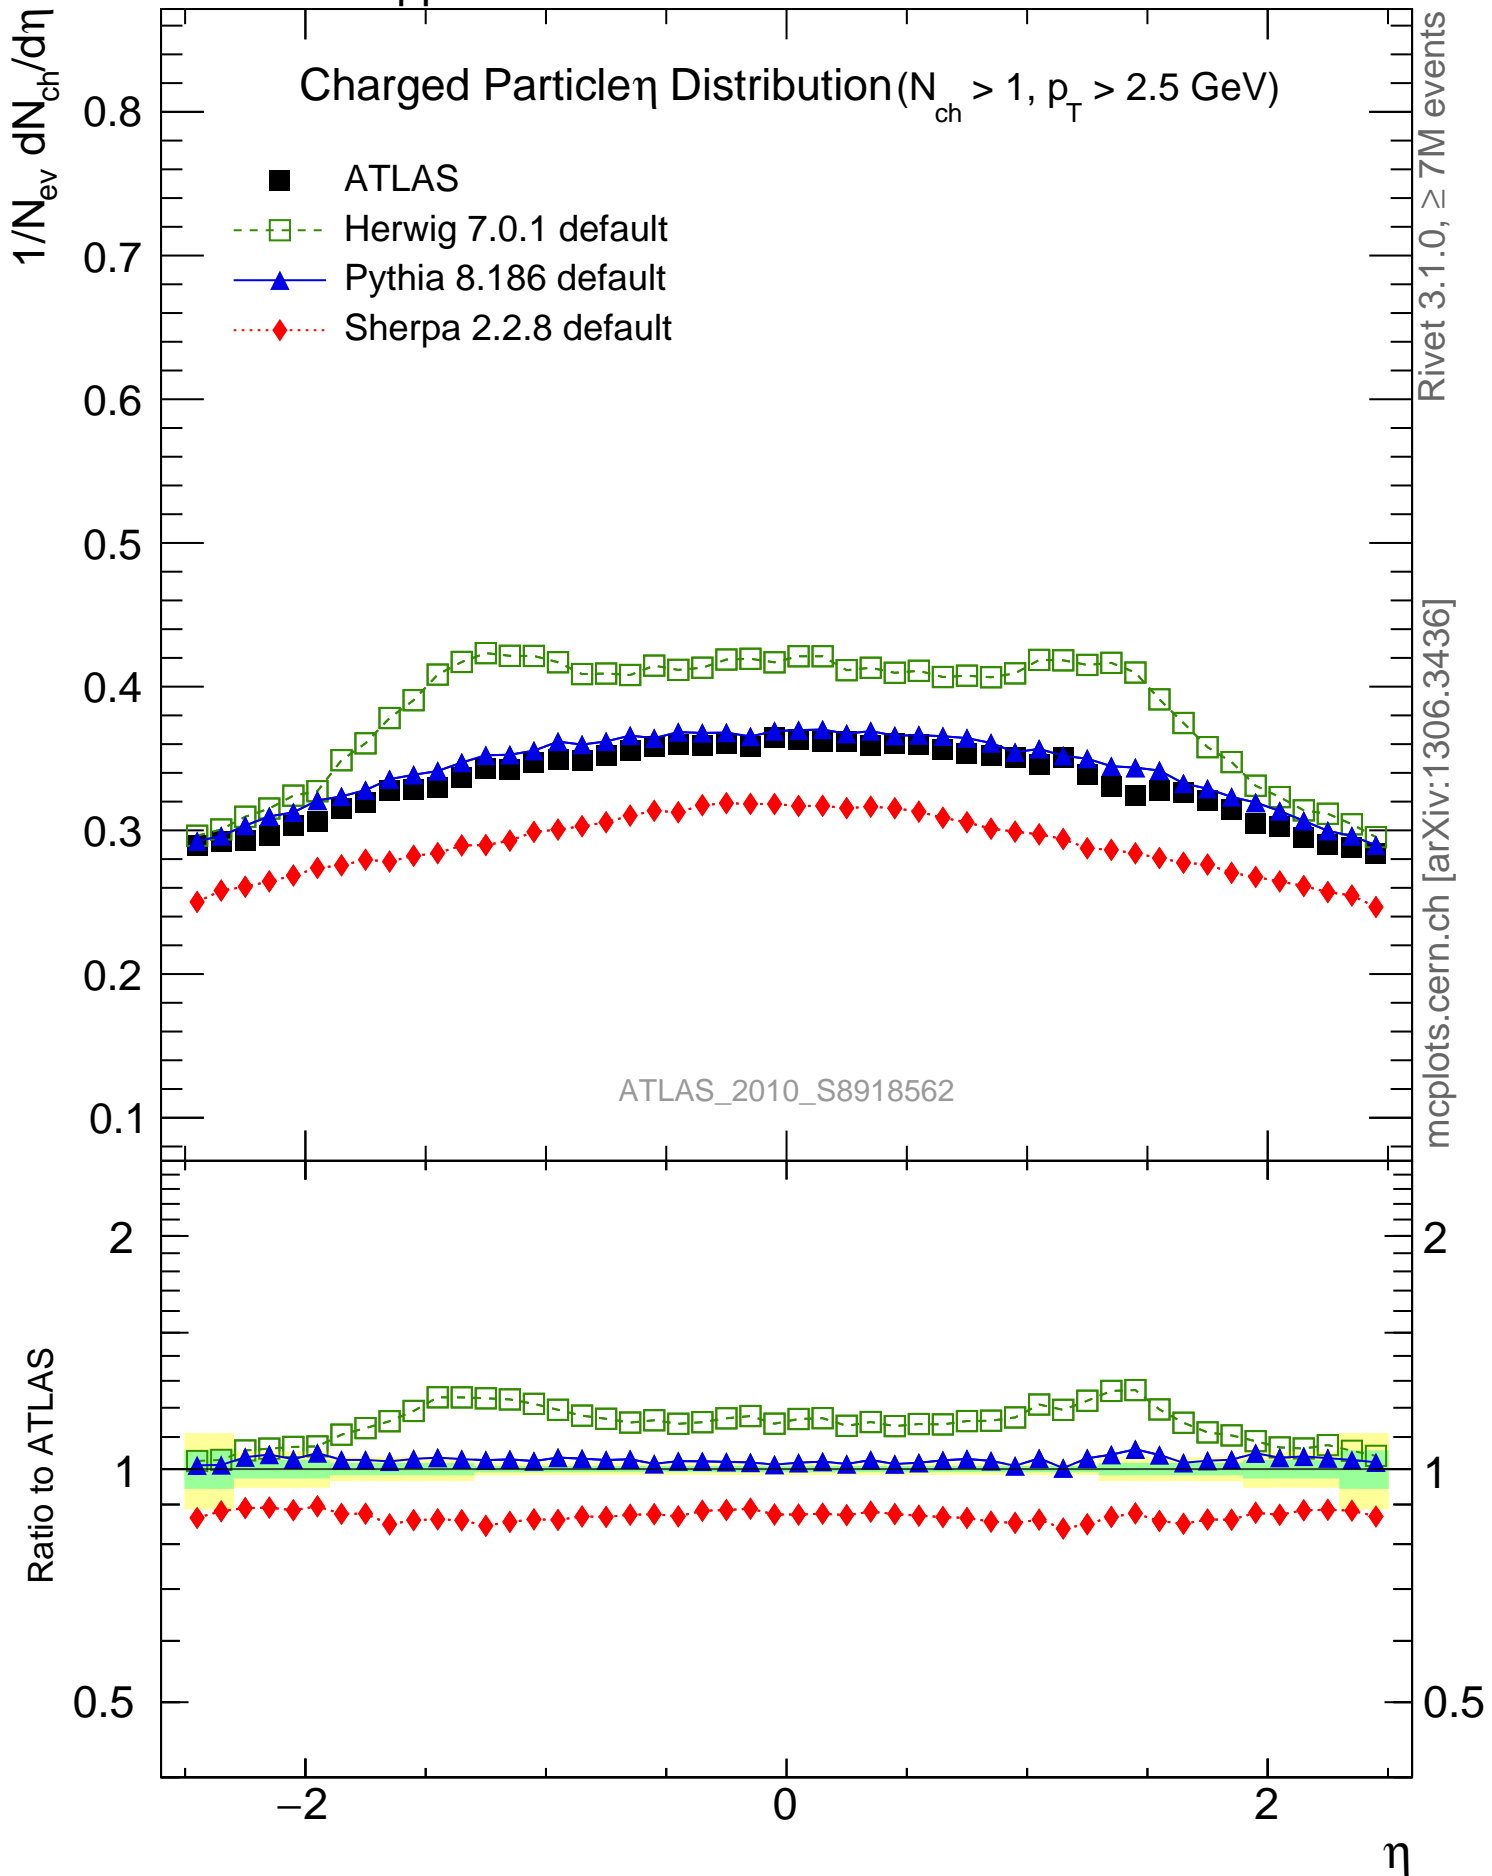 1/N_ev dN_ch/dη
Charged Particleη Distribution(N_ch > 1, p_T > 2.5 GeV)
ATLAS
Herwig 7.0.1 default
Pythia 8.186 default
Sherpa 2.2.8 default
0.8
0.7
0.6
0.5
0.4
0.3
0.2
0.1
ATLAS_2010_S8918562
Rivet 3.1.0, ≥ 7M events
mcplots.cern.ch [arXiv:1306.3436]
Ratio to ATLAS
2
1
0.5
2
1
0.5
−2
0
2
η